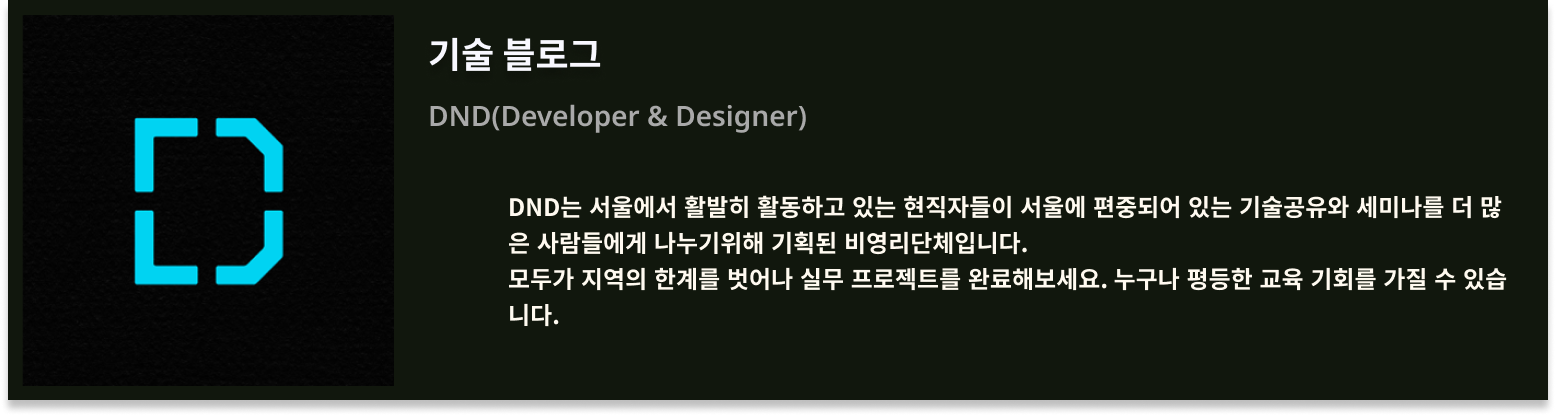 기술 블로그
DND(Developer & Designer)
DND는 서울에서 활발히 활동하고 있는 현직자들이 서울에 편중되어 있는 기술공유와 세미나를 더 많
은 사람들에게 나누기위해 기획된 비영리단체입니다.
모두가 지역의 한계를 벗어나 실무 프로젝트를 완료해보세요. 누구나 평등한 교육 기회를 가질 수 있습
니다.